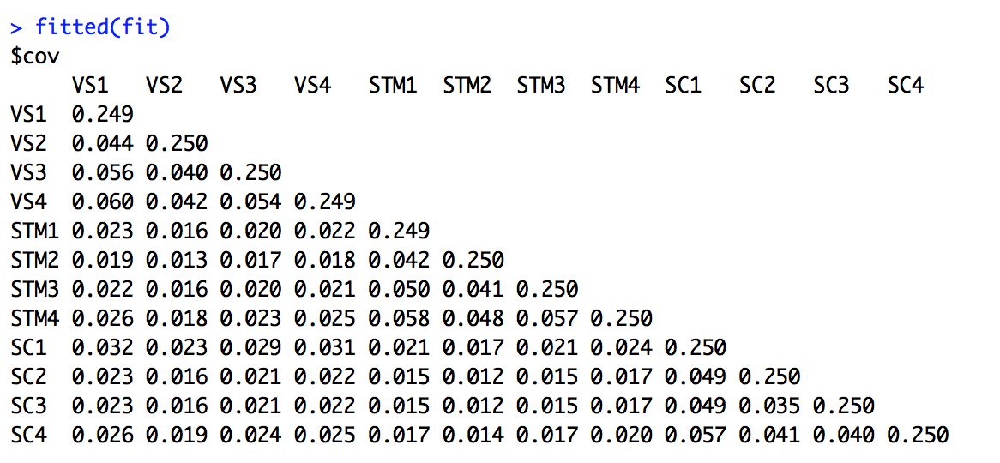 > fitted(fit)
$cov
     VS1   VS2   VS3   VS4   STM1  STM2  STM3  STM4  SC1   SC2   SC3   SC4
VS1  0.249
VS2  0.044 0.250
VS3  0.056 0.040 0.250
VS4  0.060 0.042 0.054 0.249
STM1 0.023 0.016 0.020 0.022 0.249
STM2 0.019 0.013 0.017 0.018 0.042 0.250
STM3 0.022 0.016 0.020 0.021 0.050 0.041 0.250
STM4 0.026 0.018 0.023 0.025 0.058 0.048 0.057 0.250
SC1  0.032 0.023 0.029 0.031 0.021 0.017 0.021 0.024 0.250
SC2  0.023 0.016 0.021 0.022 0.015 0.012 0.015 0.017 0.049 0.250
SC3  0.023 0.016 0.021 0.022 0.015 0.012 0.015 0.017 0.049 0.035 0.250
SC4  0.026 0.019 0.024 0.025 0.017 0.014 0.017 0.020 0.057 0.041 0.040 0.250